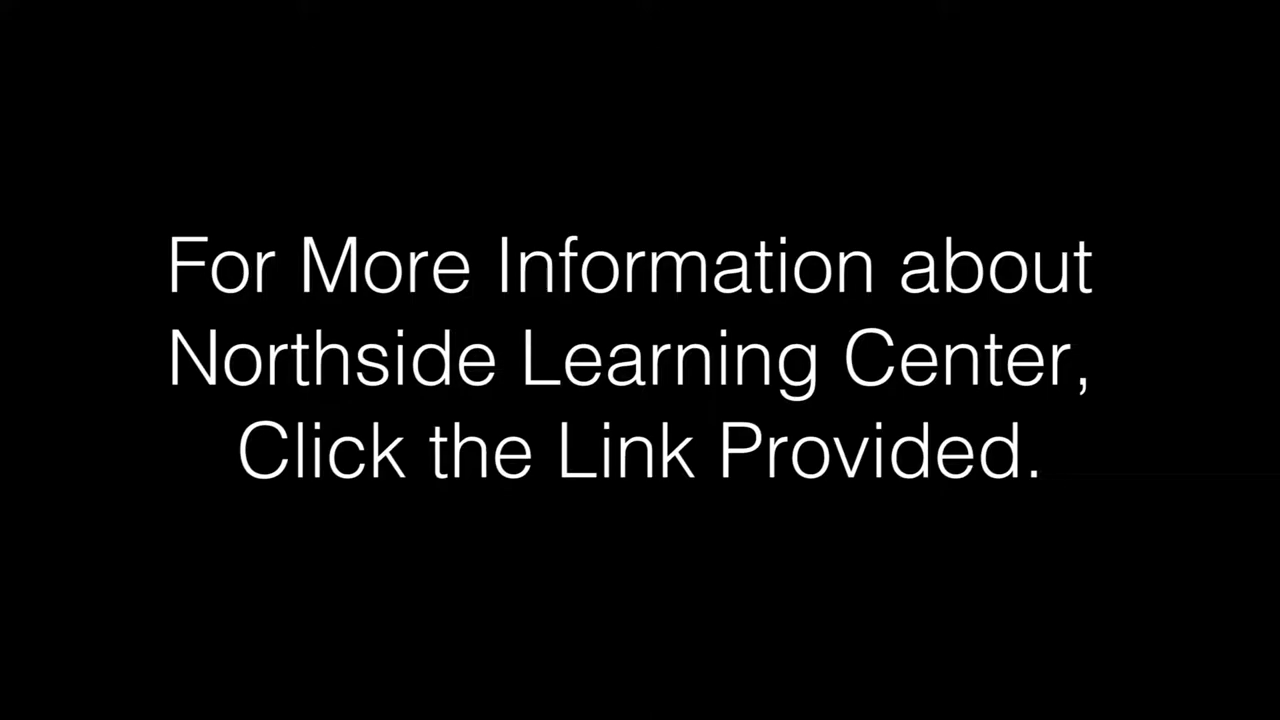 For More Information about
Northside Learning Center,
Click the Link Provided.